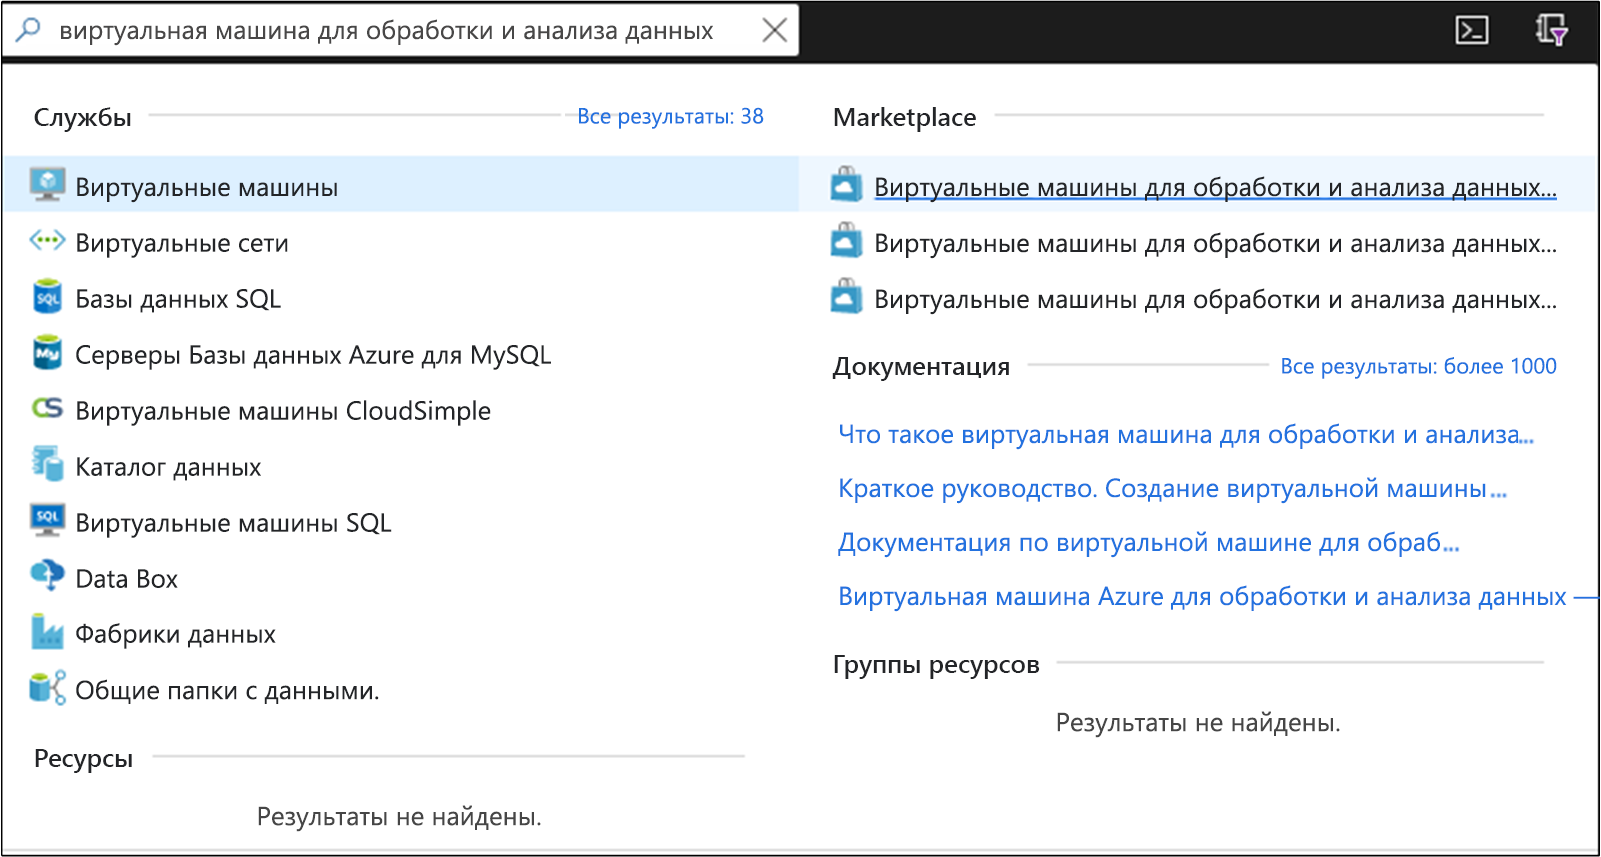 виртуальная машина для обработки и анализа данных
Службы
Все результаты: 38
Виртуальные машины
Виртуальные сети
SQL
Базы данных SQL
My
Серверы Базы данных Azure для MySQL
CS
Виртуальные машины CloudSimple
Каталог данных
SQL
Виртуальные машины SQL
Data Box
Фабрики данных
Общие папки с данными.
Ресурсы
Результаты не найдены.
Marketplace
Виртуальные машины для обработки и анализа данных...
Виртуальные машины для обработки и анализа данных...
Виртуальные машины для обработки и анализа данных...
Документация
Все результаты: более 1000
Что такое виртуальная машина для обработки и анализа...
Краткое руководство. Создание виртуальной машины...
Документация по виртуальной машине для обраб...
Виртуальная машина Azure для обработки и анализа данных —
Группы ресурсов
Результаты не найдены.